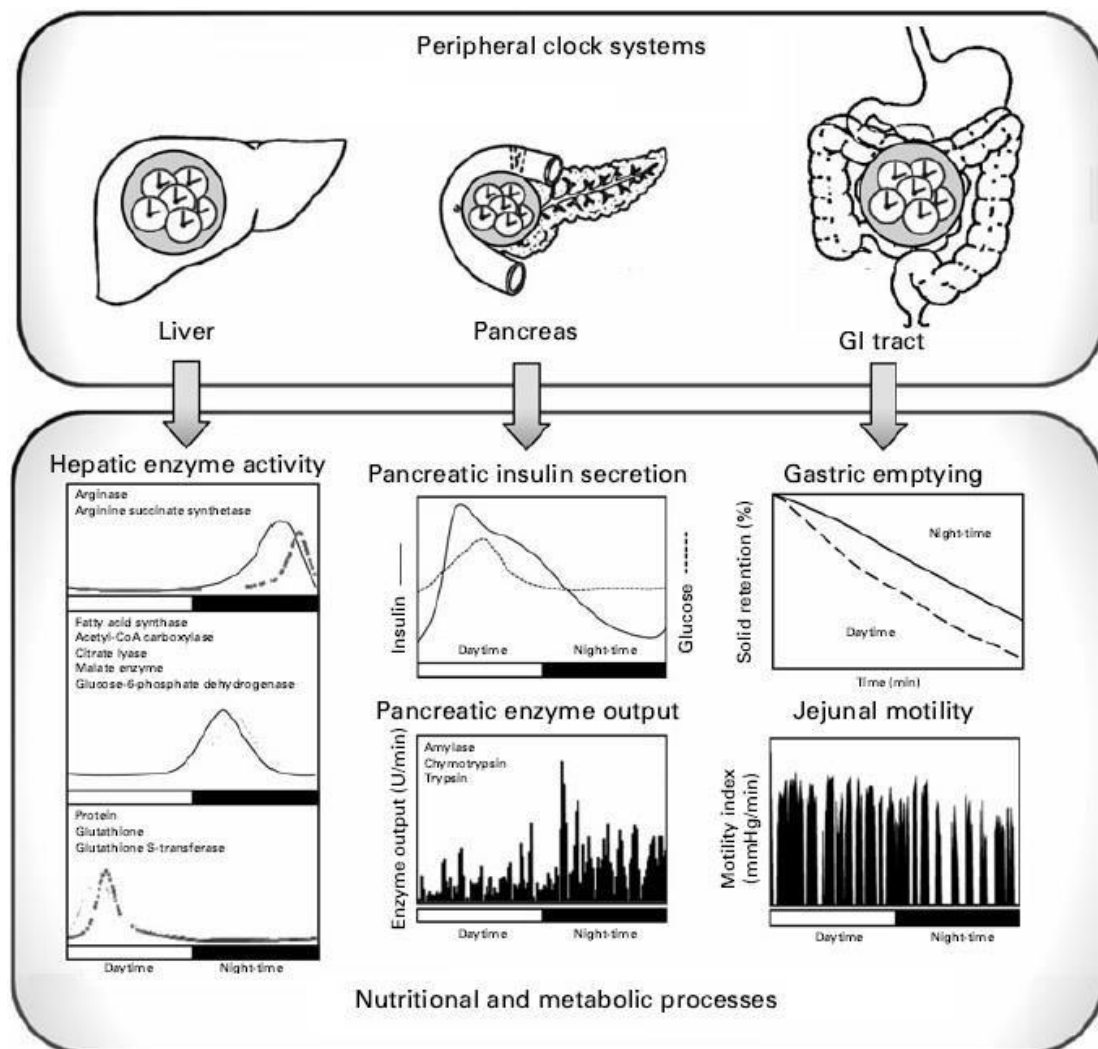 Peripheral clock systems
Liver
Pancreas
GI tract
Hepatic enzyme activity
Arginase
Arginine succinate synthetase
Fatty acid synthase
Acetyl-CoA carboxylase
Citrate lyase
Malate enzyme
Glucose-6-phosphate dehydrogenase
Protein
Glutathione
Glutathione S-transferase
Daytime
Night-time
Pancreatic insulin secretion
Insulin
Glucose
Daytime
Night-time
Pancreatic enzyme output
Enzyme output (U/min)
Amylase
Chymotrypsin
Trypsin
Daytime
Night-time
Gastric emptying
Solid retention (%)
Night-time
Daytime
Time (min)
Jejunal motility
Motility index
(mmHg/min)
Daytime
Night-time
Nutritional and metabolic processes